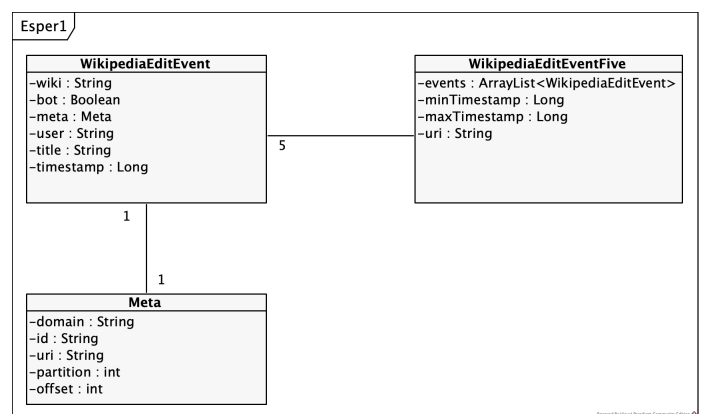 Esper1
WikipediaEditEvent
-wiki : String
-bot : Boolean
-meta : Meta
-user : String
-title : String
-timestamp : Long
WikipediaEditEventFive
-events : ArrayList<WikipediaEditEvent>
-minTimestamp : Long
-maxTimestamp : Long
-uri : String
5
1
1
Meta
-domain : String
-id : String
-uri : String
-partition : int
-offset : int